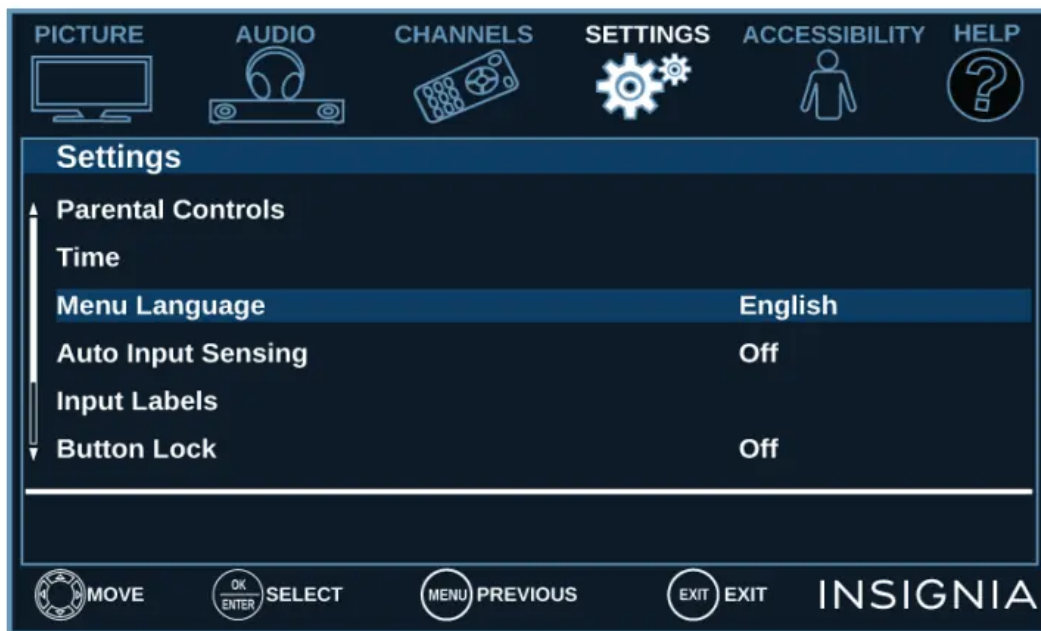 PICTURE AUDIO CHANNELS SETTINGS ACCESSIBILITY HELP
Settings
Parental Controls
Time
Menu Language English
Auto Input Sensing Off
Input Labels
Button Lock Off
MOVE OK ENTER SELECT MENU PREVIOUS EXIT EXIT INSIGNIA